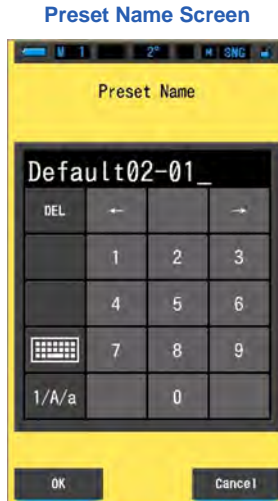 Preset Name Screen
M 1 2° M SNG
Preset Name
Default02-01_
DEL ← →
1 2 3
4 5 6
7 8 9
1/A/a 0
OK Cancel